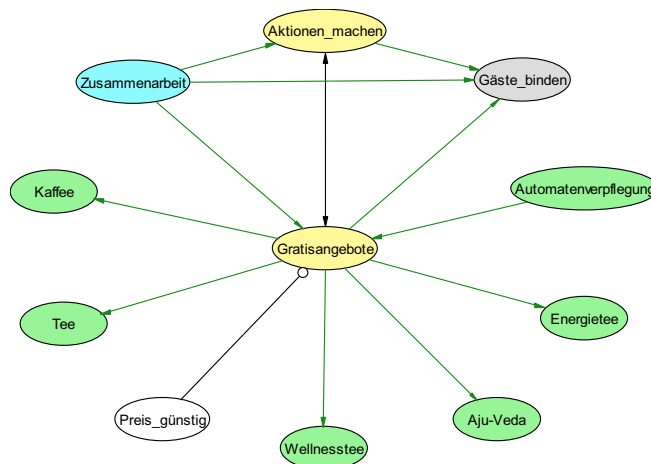 Aktionen_machen
Zusammenarbeit
Gäste_binden
Kaffee
Automatenverpflegung
Gratisangebote
Tee
Energietee
Preis_günstig
Aju-Veda
Wellnesstee